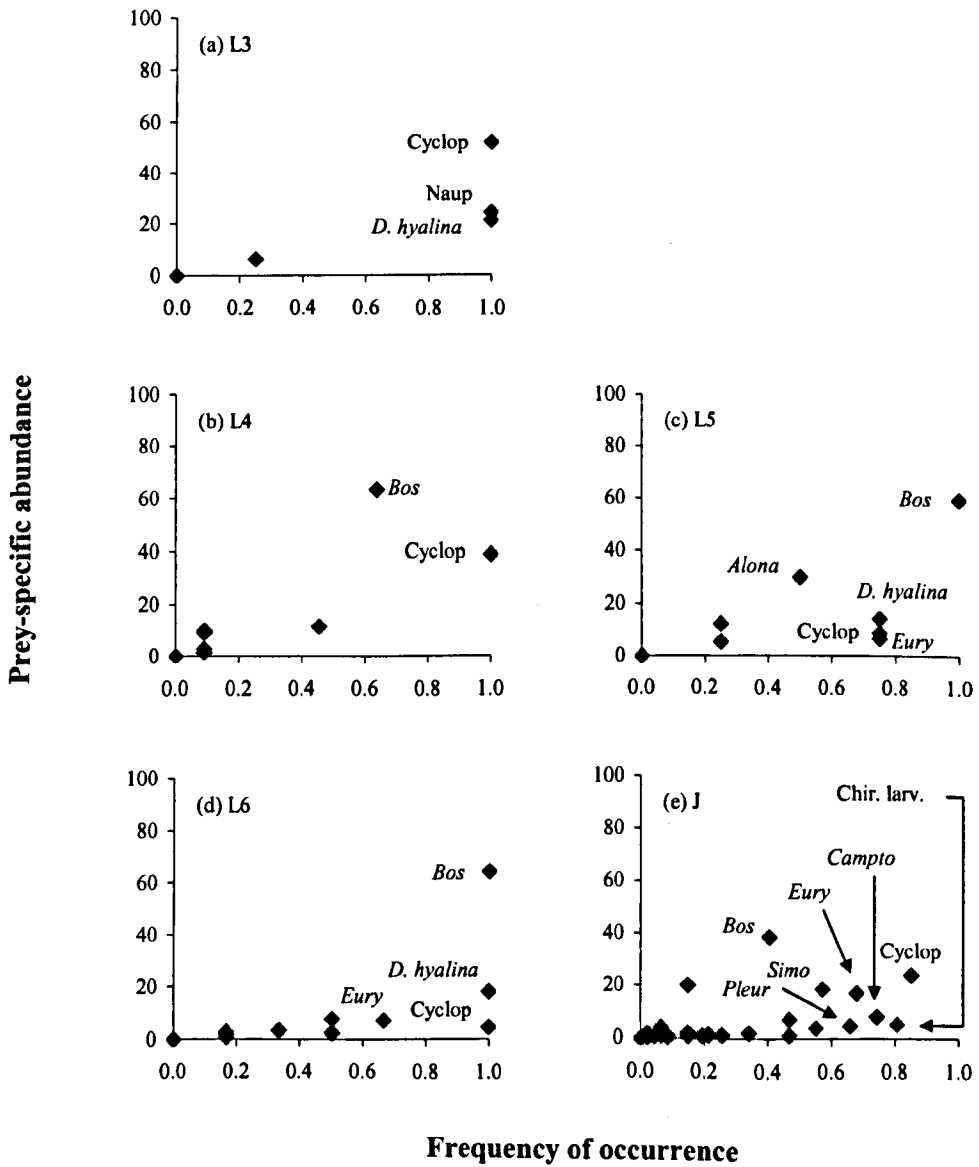 Prey-specific abundance
(a) L3
100
80
60
40
20
0
Cyclop
Naup
D. hyalina
0.0 0.2 0.4 0.6 0.8 1.0
(b) L4
100
80
60
40
20
0
Bos
Cyclop
0.0 0.2 0.4 0.6 0.8 1.0
(c) L5
100
80
60
40
20
0
Bos
Alona
D. hyalina
Cyclop
Eury
0.0 0.2 0.4 0.6 0.8 1.0
(d) L6
100
80
60
40
20
0
Bos
D. hyalina
Eury
Cyclop
0.0 0.2 0.4 0.6 0.8 1.0
(e) J
100
80
60
40
20
0
Chir. larv.
Campto
Eury
Bos
Cyclop
Simo
Pleur
0.0 0.2 0.4 0.6 0.8 1.0
Frequency of occurrence